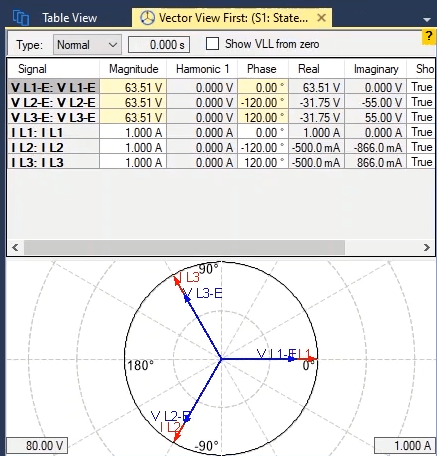 Table View
Vector View First: (S1: State...
Type: Normal 0.000 s Show VLL from zero ?
Signal Magnitude Harmonic 1 Phase Real Imaginary Sho
V L1-E: V L1-E 63.51 V 0.000 V 0.00 ° 63.51 V 0.000 V True
V L2-E: V L2-E 63.51 V 0.000 V -120.00 ° -31.75 V -55.00 V True
V L3-E: V L3-E 63.51 V 0.000 V 120.00 ° -31.75 V 55.00 V True
I L1: I L1 1.000 A 0.000 A 0.00 ° 1.000 A 0.000 A True
I L2: I L2 1.000 A 0.000 A -120.00 ° -500.0 mA -866.0 mA True
I L3: I L3 1.000 A 0.000 A 120.00 ° -500.0 mA 866.0 mA True
90°
I L3
V L3-E
V L1-E I L1
180° 0°
V L2-E
I L2
-90°
80.00 V 1.000 A